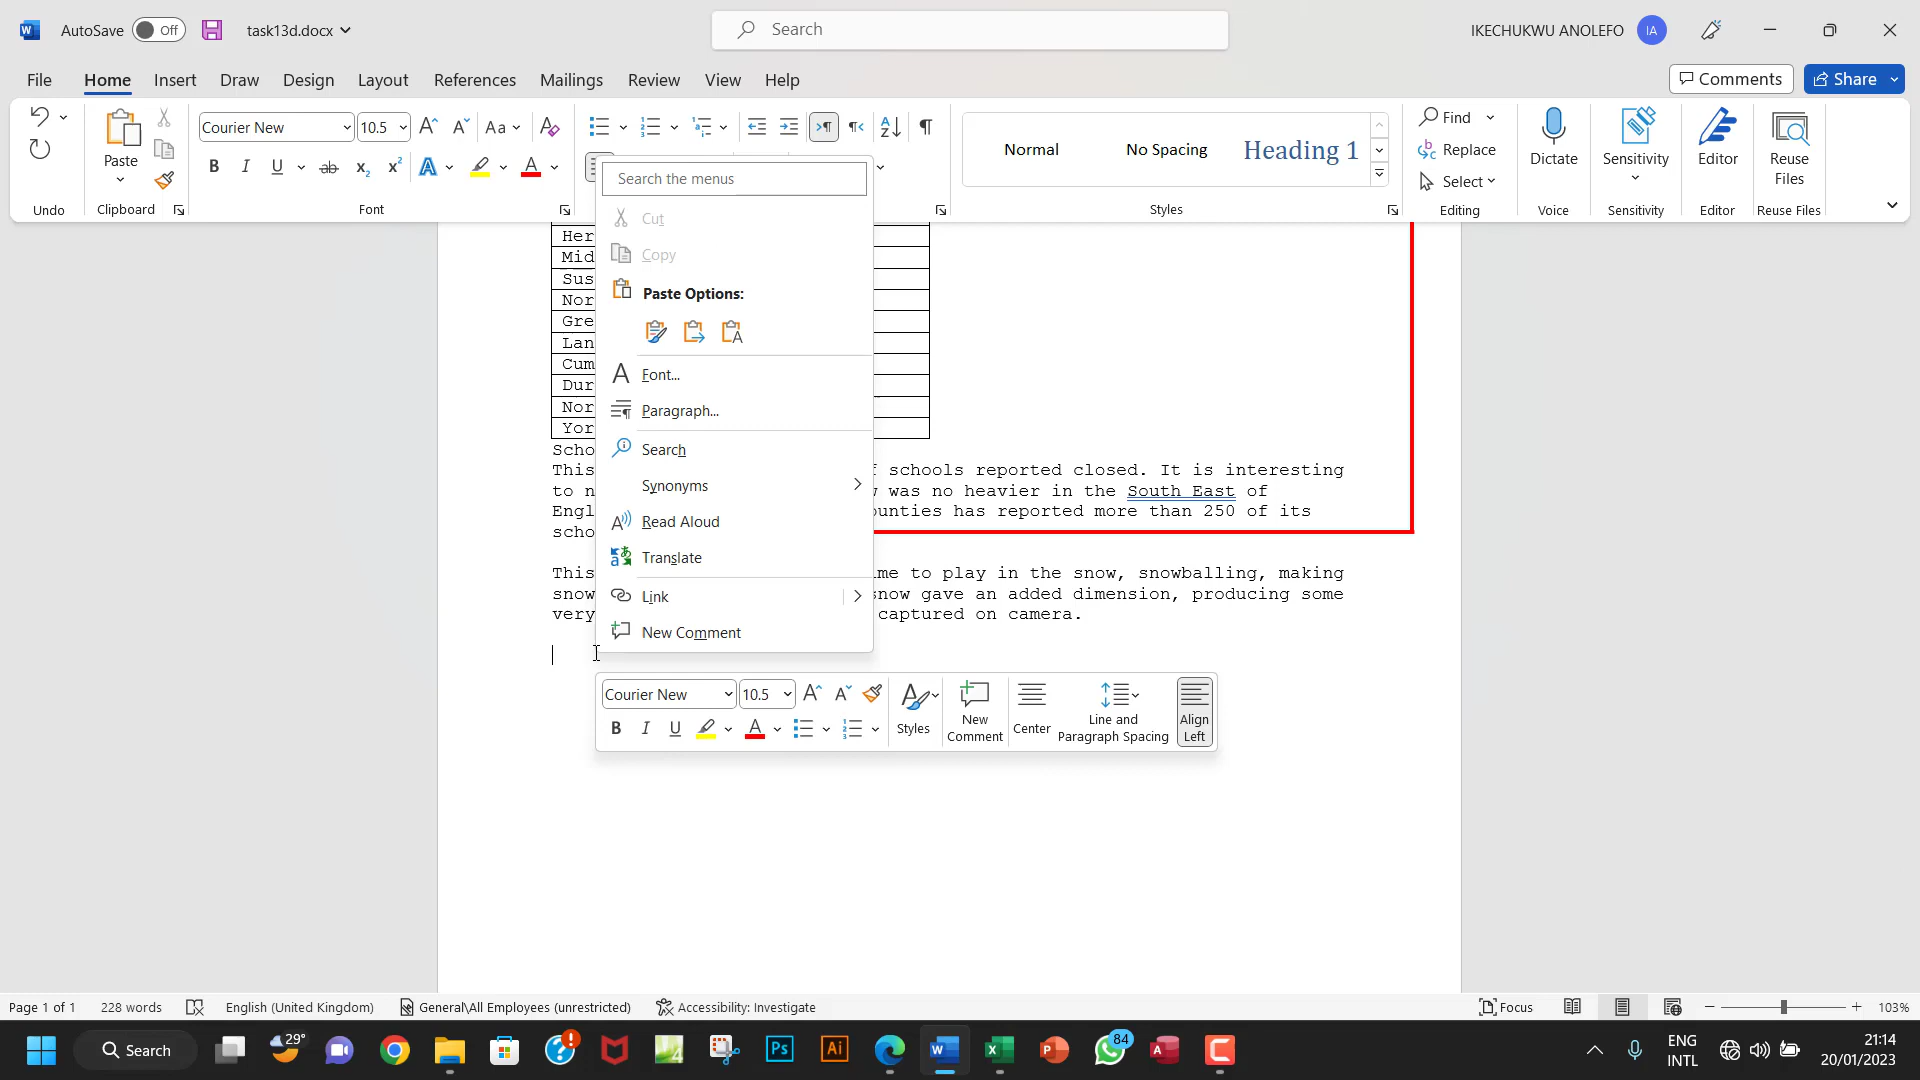 AutoSave Off task13d.docx Search IKECHUKWU ANOLEFO IA
File Home Insert Draw Design Layout References Mailings Review View Help Comments Share
Courier New 10.5 Aa
Paste
Normal No Spacing Heading 1
Find
Replace
Select
Dictate Sensitivity Editor Reuse Files
Undo Clipboard Font Styles Editing Voice Sensitivity Editor Reuse Files
Search the menus
Cut
Copy
Paste Options:
Font...
Paragraph...
Search
Synonyms
Read Aloud
Translate
Link
New Comment
Her
Mid
Sus
Nor
Gre
Lan
Cum
Dur
Nor
Yor
Scho
This f schools reported closed. It is interesting
to n w was no heavier in the South East of
Engl ounties has reported more than 250 of its
scho
This me to play in the snow, snowballing, making
snow snow gave an added dimension, producing some
very captured on camera.
Courier New 10.5
B I U A
Styles New Comment Center Line and Paragraph Spacing Align Left
Page 1 of 1 228 words English (United Kingdom) General\All Employees (unrestricted) Accessibility: Investigate Focus 103%
Search 29° Ps Ai W X P 84 A C ENG INTL 21:14 20/01/2023